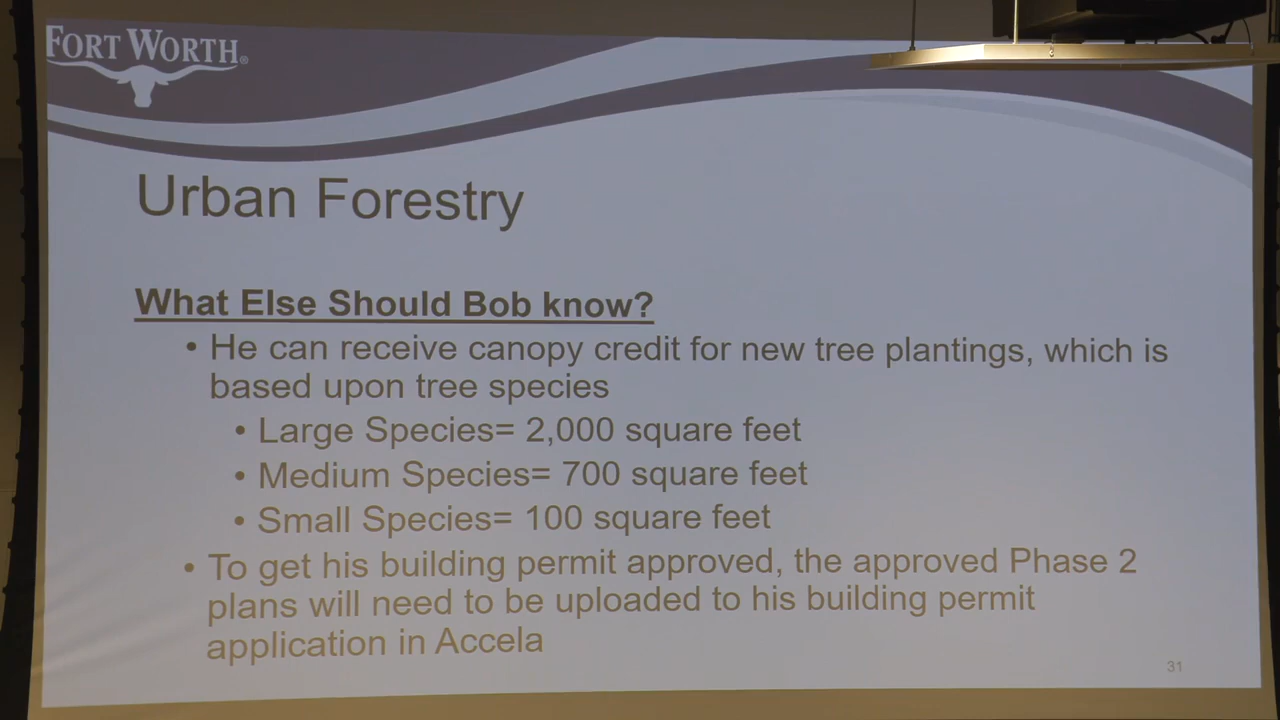 FORT WORTH®
Urban Forestry
What Else Should Bob know?
• He can receive canopy credit for new tree plantings, which is
based upon tree species
• Large Species= 2,000 square feet
• Medium Species= 700 square feet
• Small Species= 100 square feet
• To get his building permit approved, the approved Phase 2
plans will need to be uploaded to his building permit
application in Accela
31